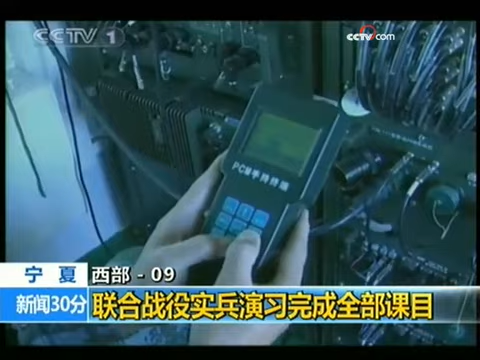 CCTV 1
CCTV.com
PCM手持终端
宁 夏
西部－09
新闻30分
联合战役实兵演习完成全部课目